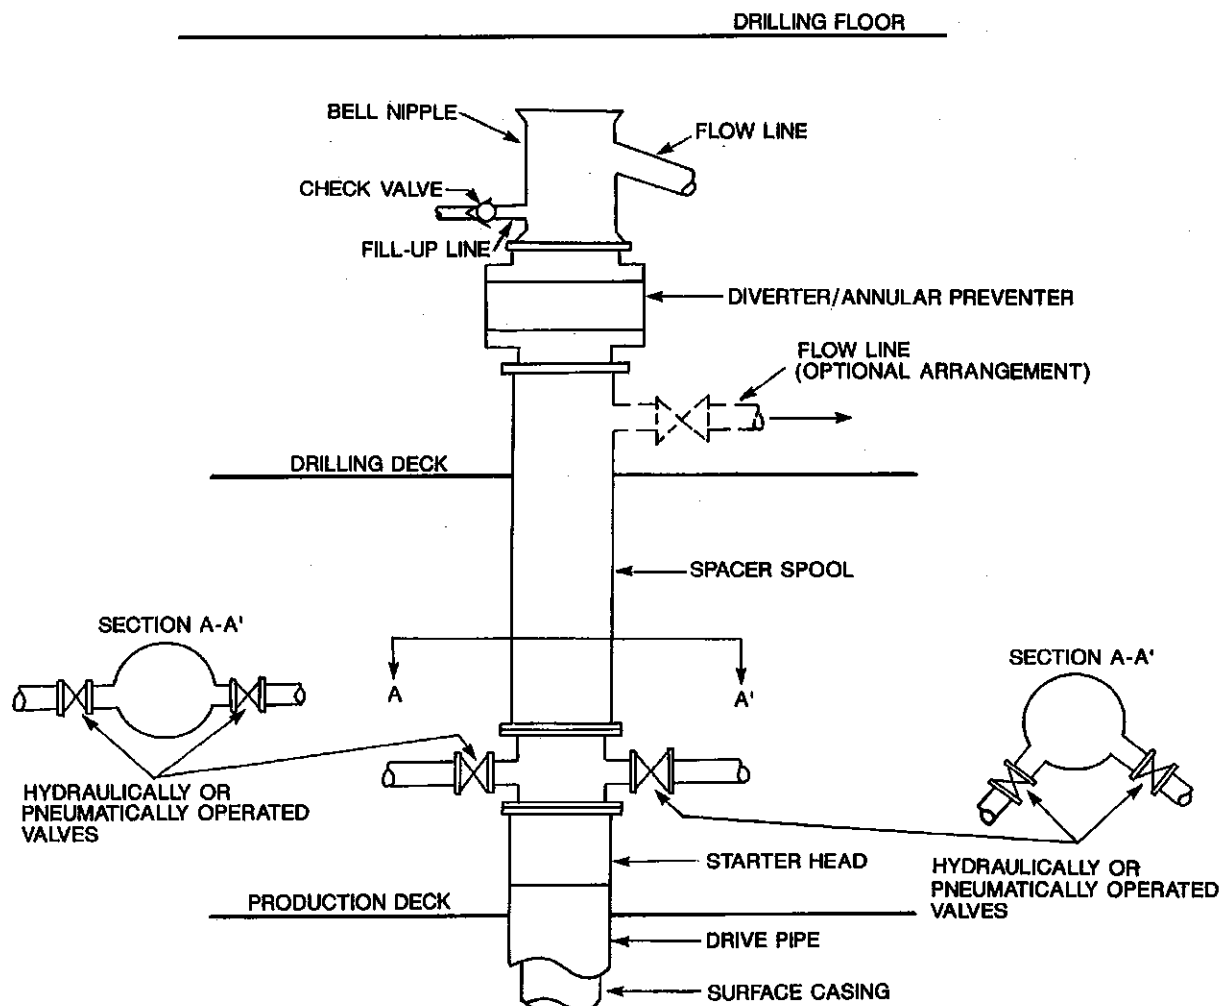 DRILLING FLOOR
BELL NIPPLE
FLOW LINE
CHECK VALVE
FILL-UP LINE
DIVERTER/ANNULAR PREVENTER
FLOW LINE
(OPTIONAL ARRANGEMENT)
DRILLING DECK
SPACER SPOOL
SECTION A-A'
A
A'
SECTION A-A'
HYDRAULICALLY OR
PNEUMATICALLY OPERATED
VALVES
STARTER HEAD
HYDRAULICALLY OR
PNEUMATICALLY OPERATED
VALVES
PRODUCTION DECK
DRIVE PIPE
SURFACE CASING